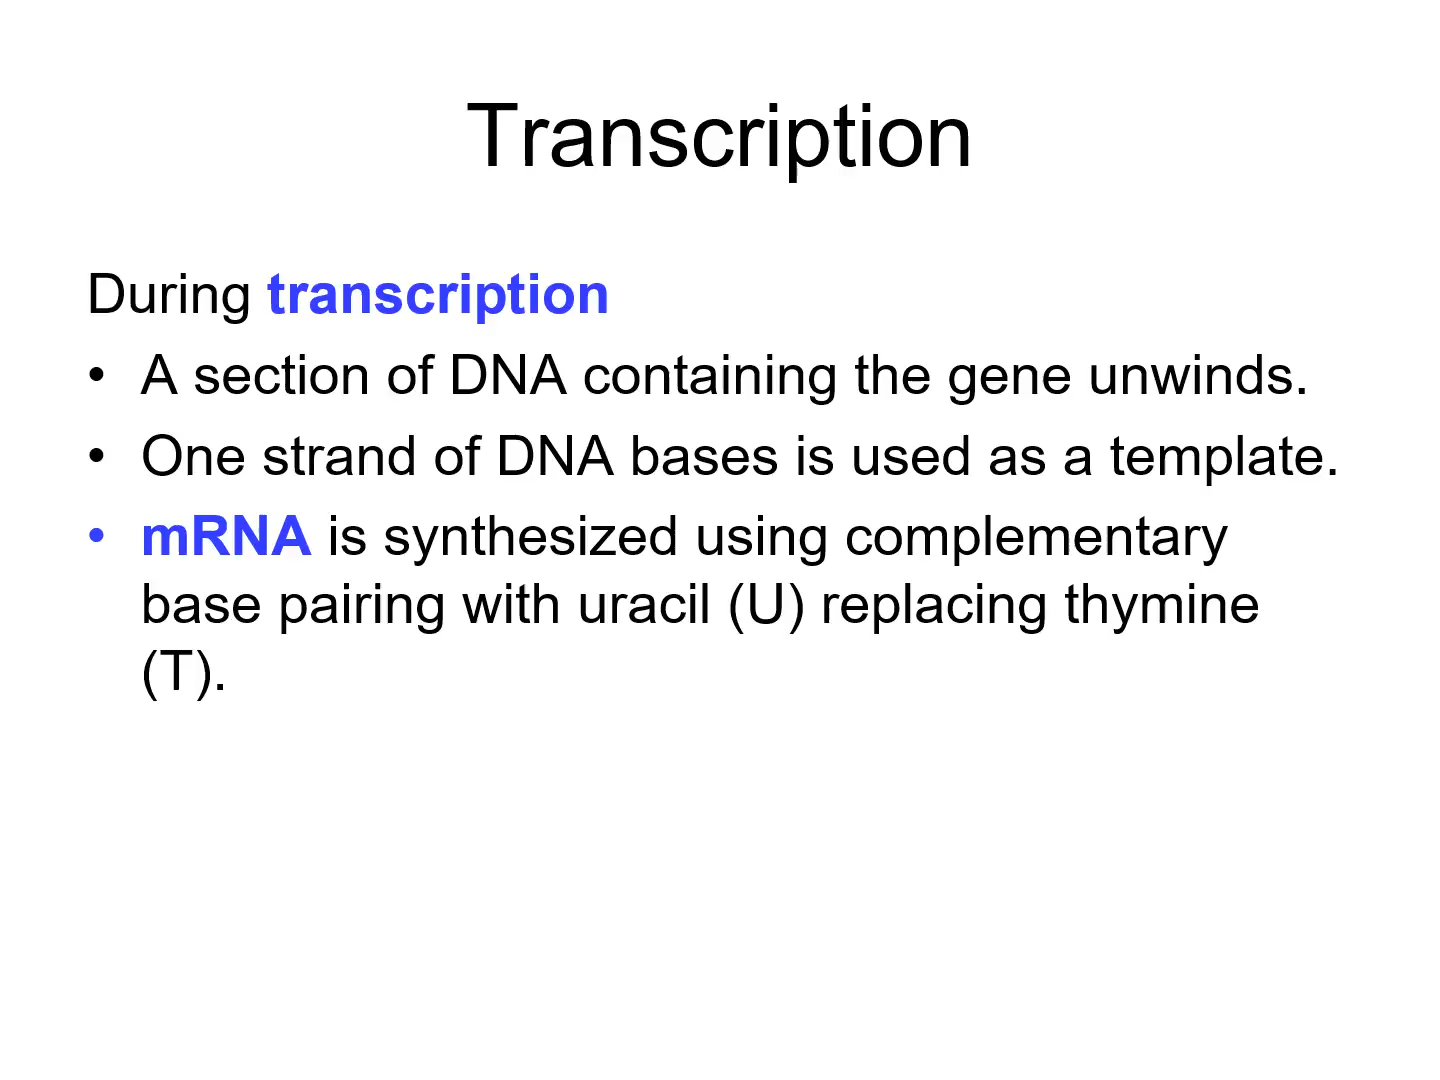 Transcription
During transcription
• A section of DNA containing the gene unwinds.
• One strand of DNA bases is used as a template.
• mRNA is synthesized using complementary
base pairing with uracil (U) replacing thymine
(T).